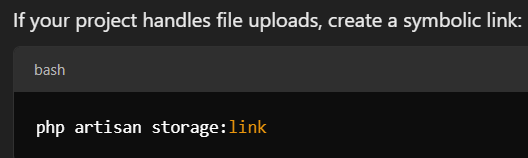 If your project handles file uploads, create a symbolic link:
bash
php artisan storage:link